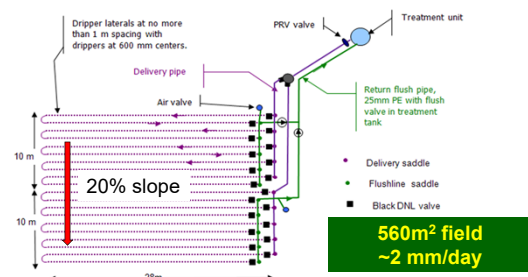 Dripper laterals at no more
than 1 m spacing with
drippers at 600 mm centers.
PRV valve
Treatment unit
Delivery pipe
Air valve
Return flush pipe,
25mm PE with flush
valve in treatment
tank
10 m
20% slope
10 m
Delivery saddle
Flushline saddle
Black DNL valve
560m² field
~2 mm/day
28m